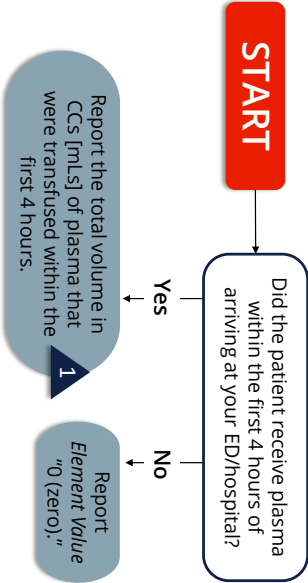 START
Did the patient receive plasma
within the first 4 hours of
arriving at your ED/hospital?
Yes
No
Report the total volume in
CCs [mLs] of plasma that
were transfused within the
first 4 hours.
1
Report
Element Value
“0 (zero).”